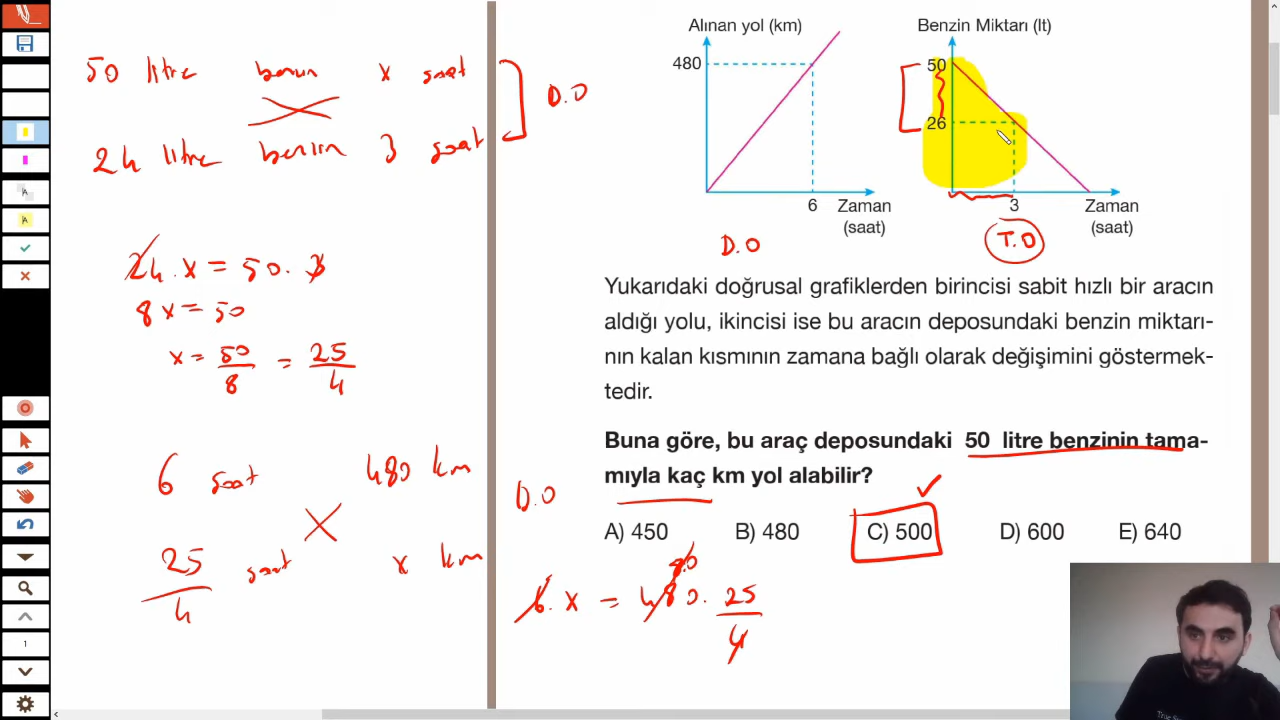 50 litre benzin x saat
24 litre benzin 3 saat
D.O
24.x = 50.3
8x = 50
x = 50/8 = 25/4
6 saat 480 km
25/4 saat x km
D.O
Alınan yol (km)
480
6
Zaman
(saat)
D.O
Benzin Miktarı (lt)
50
26
3
Zaman
(saat)
T.O
Yukarıdaki doğrusal grafiklerden birincisi sabit hızlı bir aracın
aldığı yolu, ikincisi ise bu aracın deposundaki benzin miktarı-
nın kalan kısmının zamana bağlı olarak değişimini göstermek-
tedir.
Buna göre, bu araç deposundaki 50 litre benzinin tama-
mıyla kaç km yol alabilir?
A) 450 B) 480 C) 500 D) 600 E) 640
80
6.x = 480.25/4
1